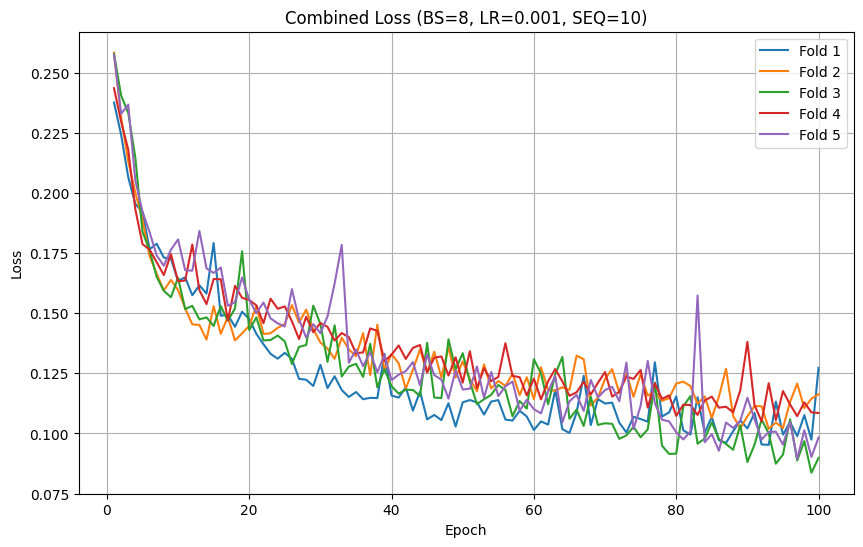 Combined Loss (BS=8, LR=0.001, SEQ=10)
Fold 1
Fold 2
Fold 3
Fold 4
Fold 5
Loss
0.250
0.225
0.200
0.175
0.150
0.125
0.100
0.075
0
20
40
60
80
100
Epoch